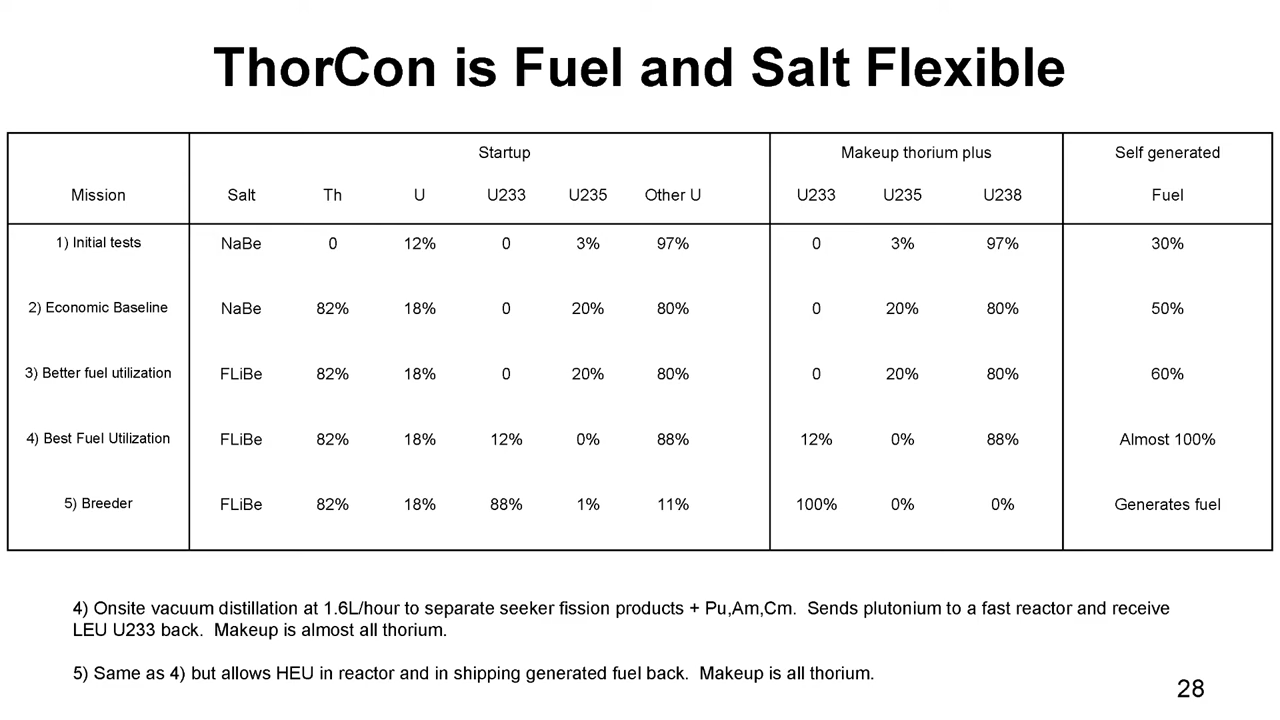 ThorCon is Fuel and Salt Flexible
Startup Makeup thorium plus Self generated
Mission Salt Th U U233 U235 Other U U233 U235 U238 Fuel
1) Initial tests NaBe 0 12% 0 3% 97% 0 3% 97% 30%
2) Economic Baseline NaBe 82% 18% 0 20% 80% 0 20% 80% 50%
3) Better fuel utilization FLiBe 82% 18% 0 20% 80% 0 20% 80% 60%
4) Best Fuel Utilization FLiBe 82% 18% 12% 0% 88% 12% 0% 88% Almost 100%
5) Breeder FLiBe 82% 18% 88% 1% 11% 100% 0% 0% Generates fuel
4) Onsite vacuum distillation at 1.6L/hour to separate seeker fission products + Pu,Am,Cm. Sends plutonium to a fast reactor and receive
LEU U233 back. Makeup is almost all thorium.
5) Same as 4) but allows HEU in reactor and in shipping generated fuel back. Makeup is all thorium.
28